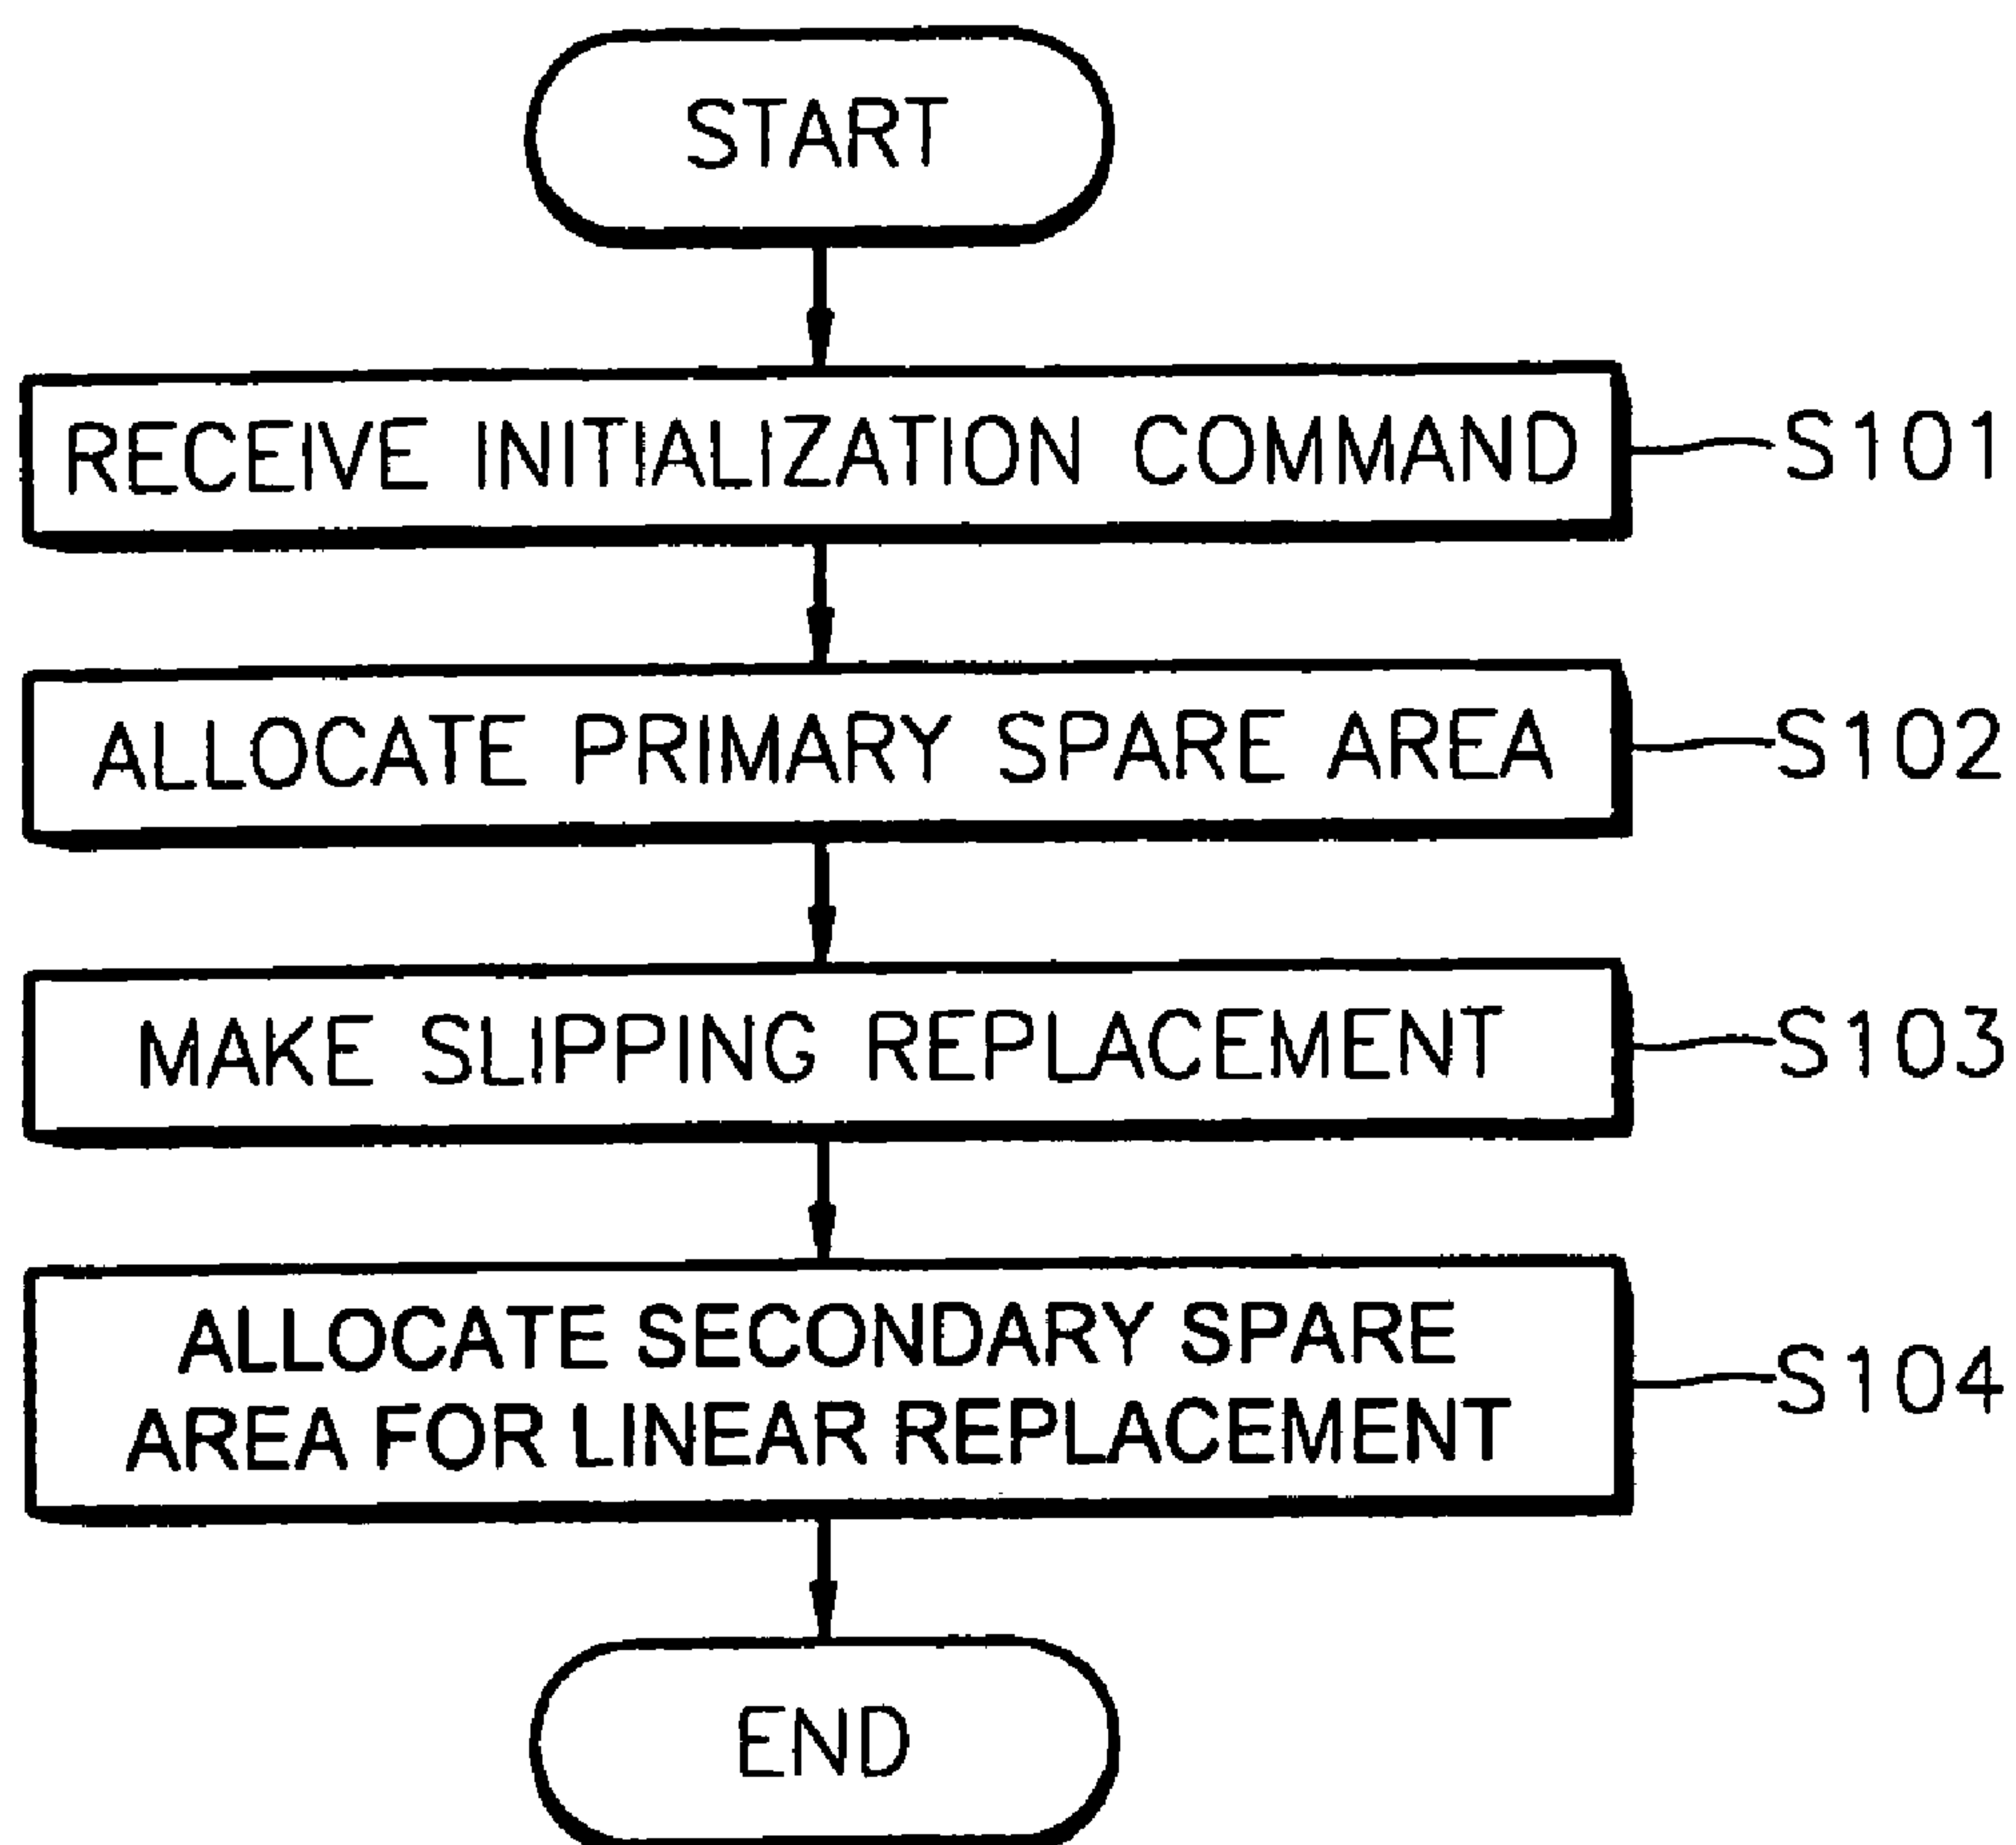 START
RECEIVE INITIALIZATION COMMAND
S101
ALLOCATE PRIMARY SPARE AREA
S102
MAKE SLIPPING REPLACEMENT
S103
ALLOCATE SECONDARY SPARE
AREA FOR LINEAR REPLACEMENT
S104
END